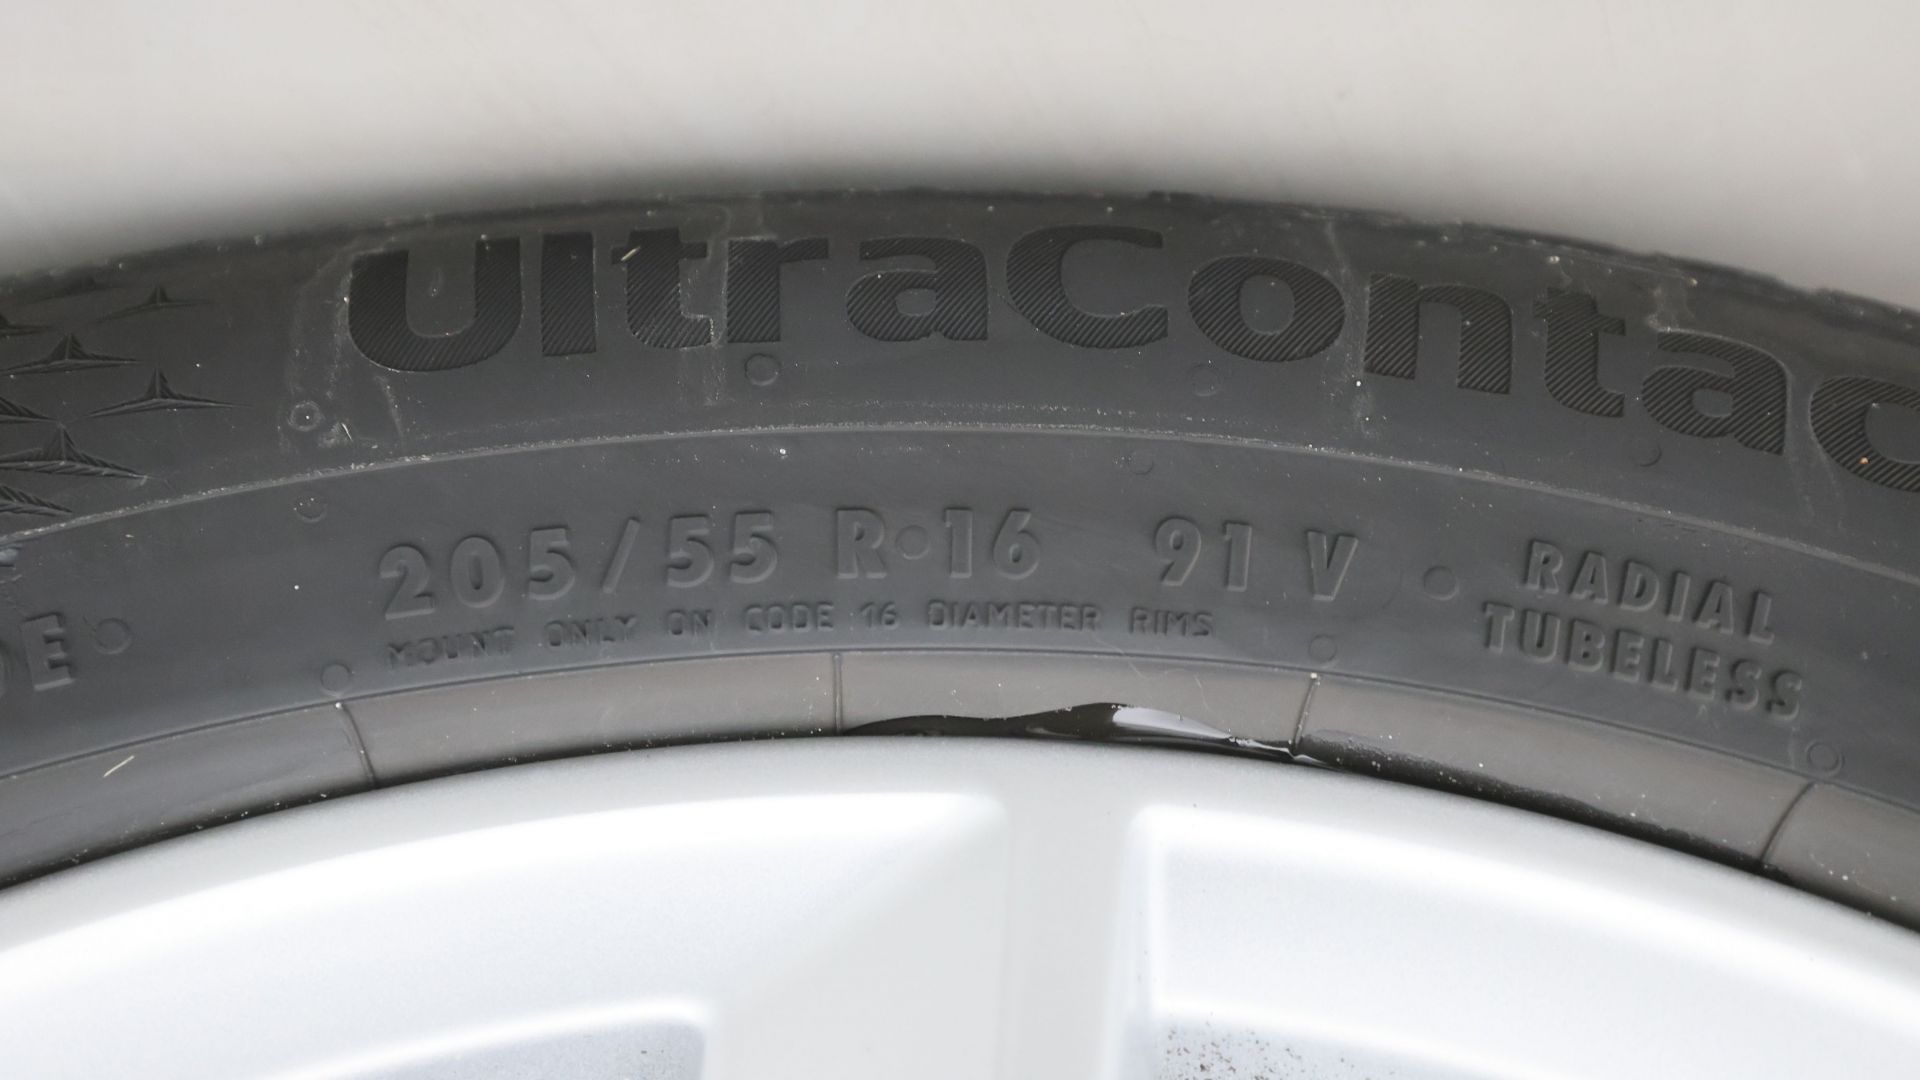 UltraContac
205/55 R 16 91 V
MOUNT ONLY ON CODE 16 DIAMETER RIMS
RADIAL
TUBELESS